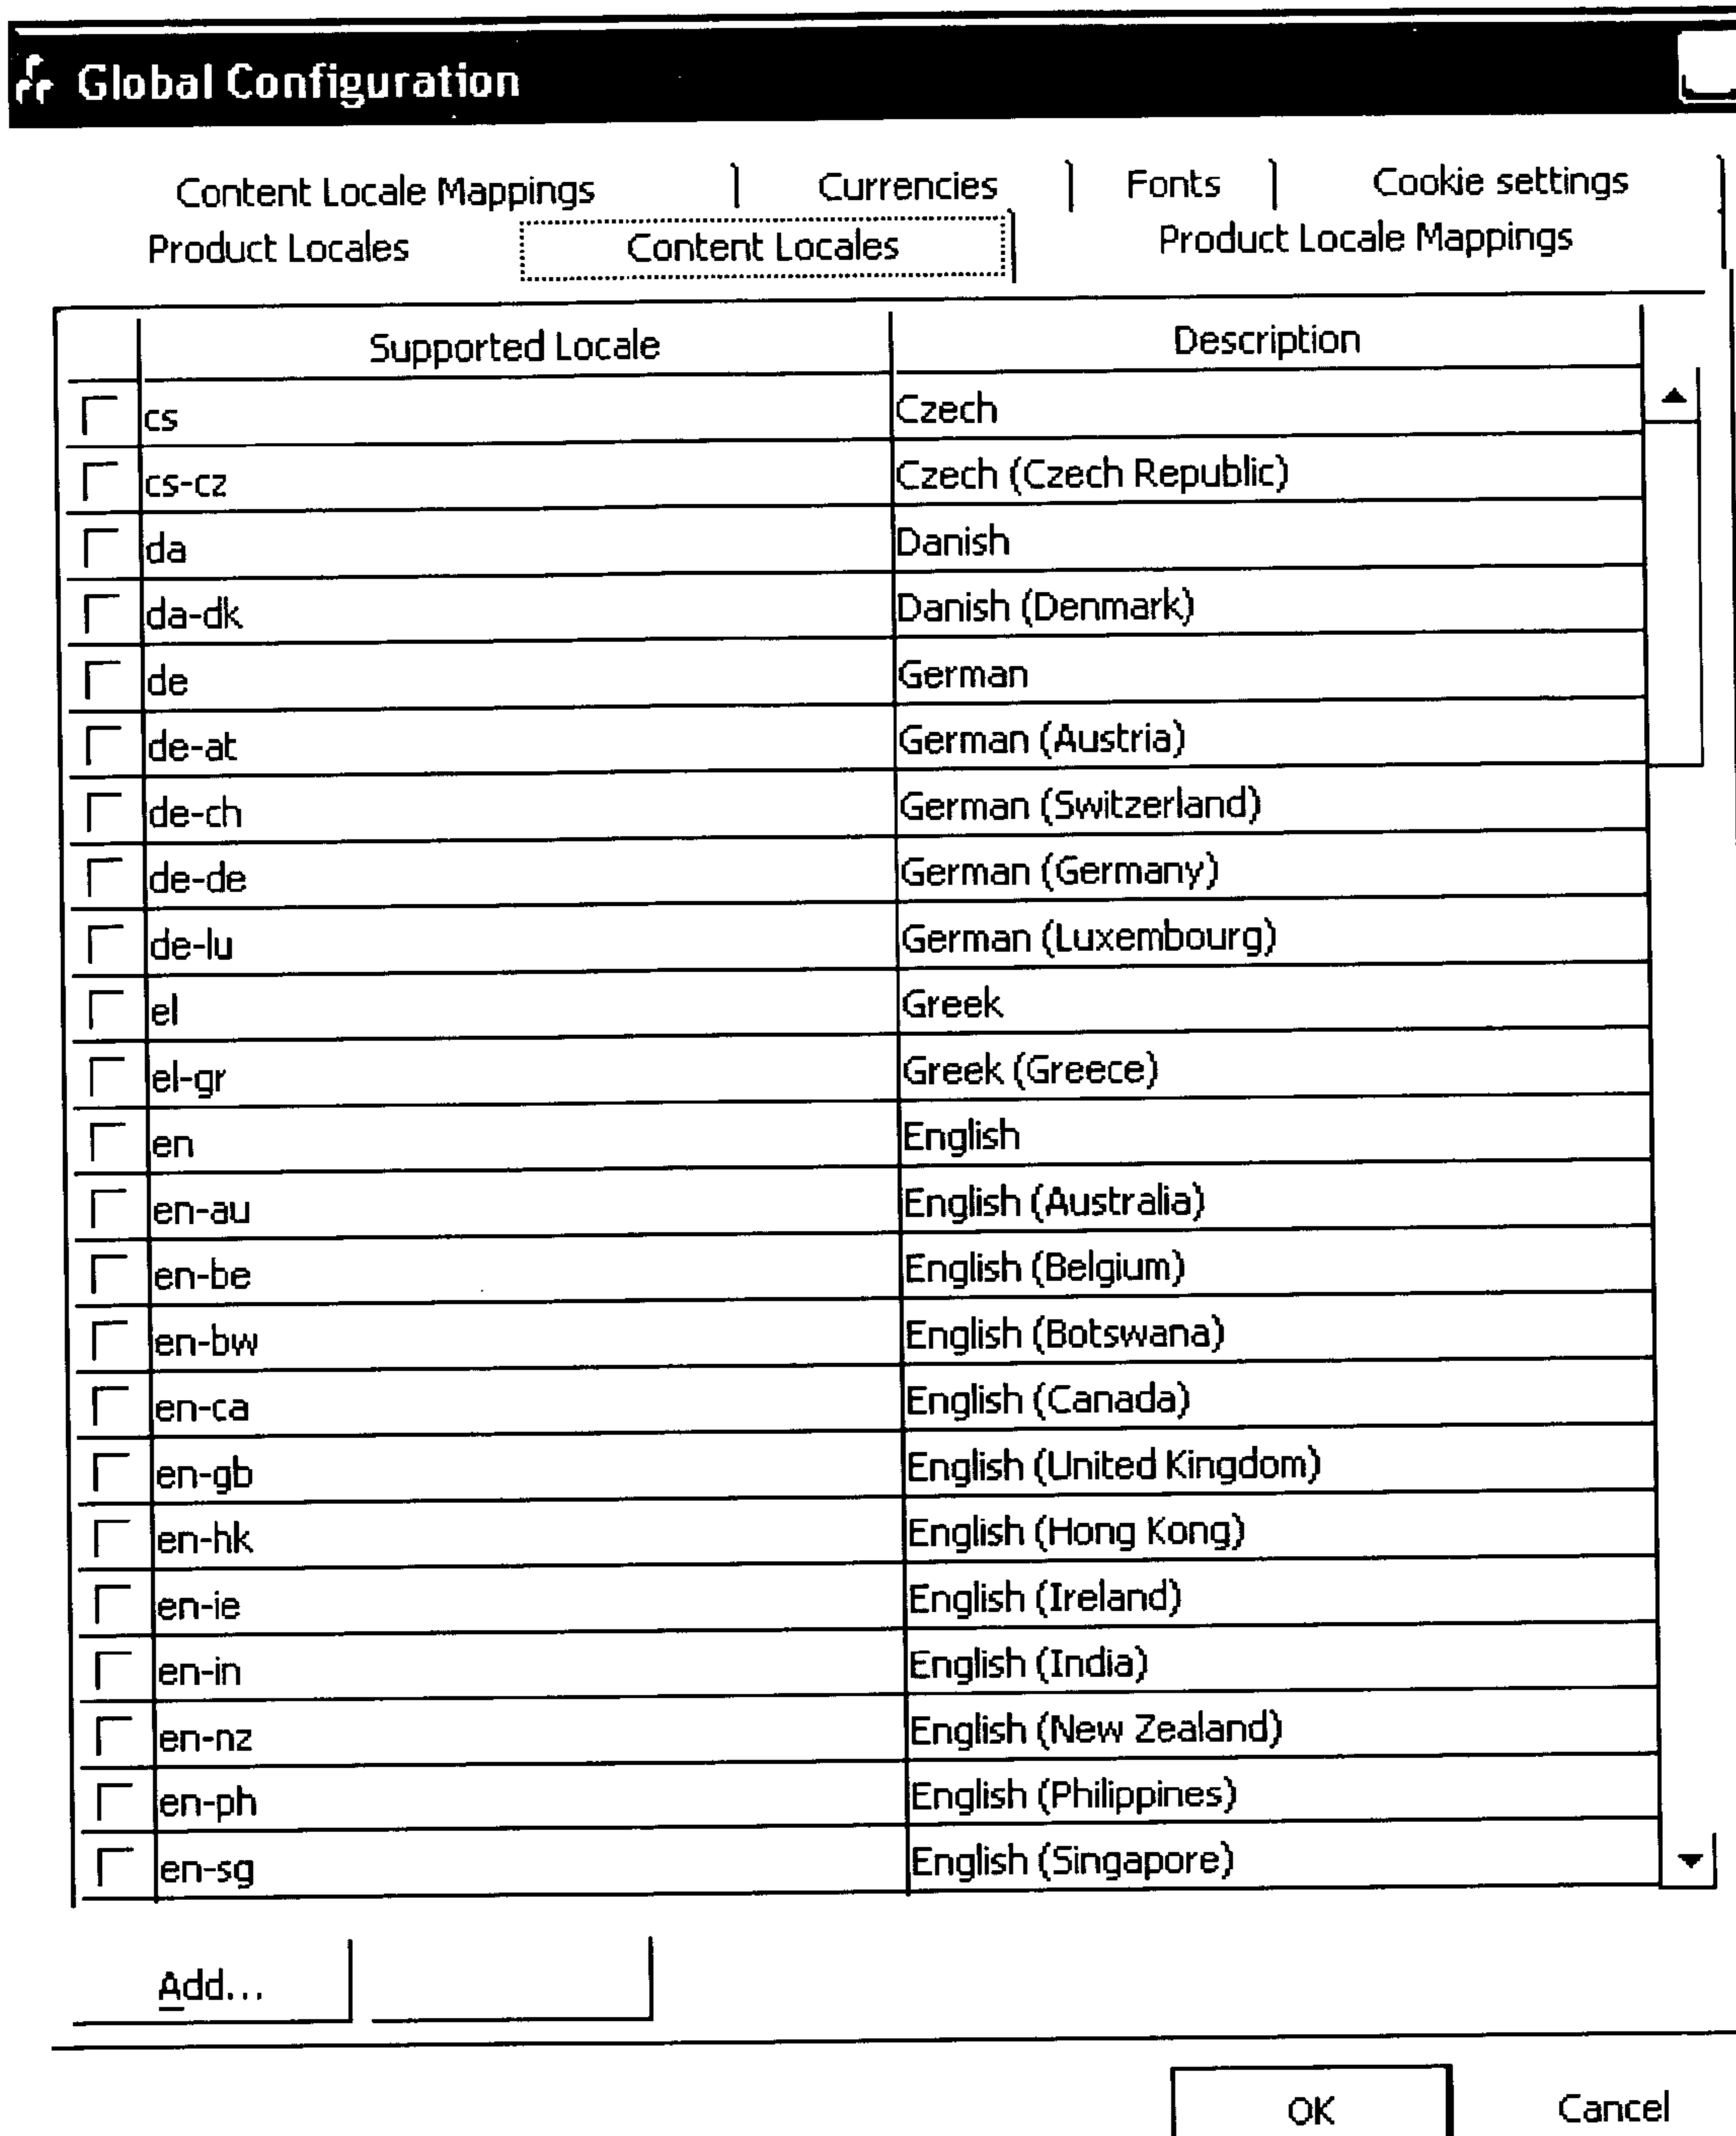 Global Configuration
Content Locale Mappings Currencies Fonts Cookie settings
Product Locales Content Locales Product Locale Mappings
Supported Locale Description
cs Czech
cs-cz Czech (Czech Republic)
da Danish
da-dk Danish (Denmark)
de German
de-at German (Austria)
de-ch German (Switzerland)
de-de German (Germany)
de-lu German (Luxembourg)
el Greek
el-gr Greek (Greece)
en English
en-au English (Australia)
en-be English (Belgium)
en-bw English (Botswana)
en-ca English (Canada)
en-gb English (United Kingdom)
en-hk English (Hong Kong)
en-ie English (Ireland)
en-in English (India)
en-nz English (New Zealand)
en-ph English (Philippines)
en-sg English (Singapore)
Add...
OK Cancel